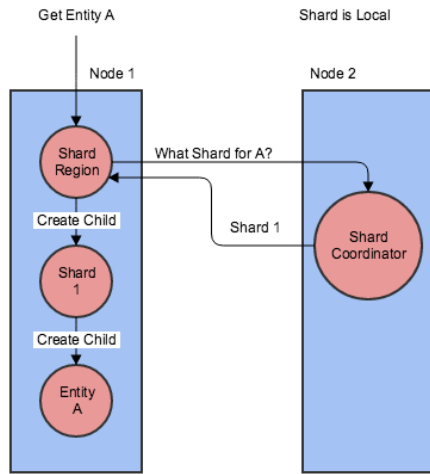 Get Entity A
Shard is Local
Node 1
Node 2
Shard
Region
What Shard for A?
Create Child
Shard 1
Shard
Coordinator
Shard
1
Create Child
Entity
A